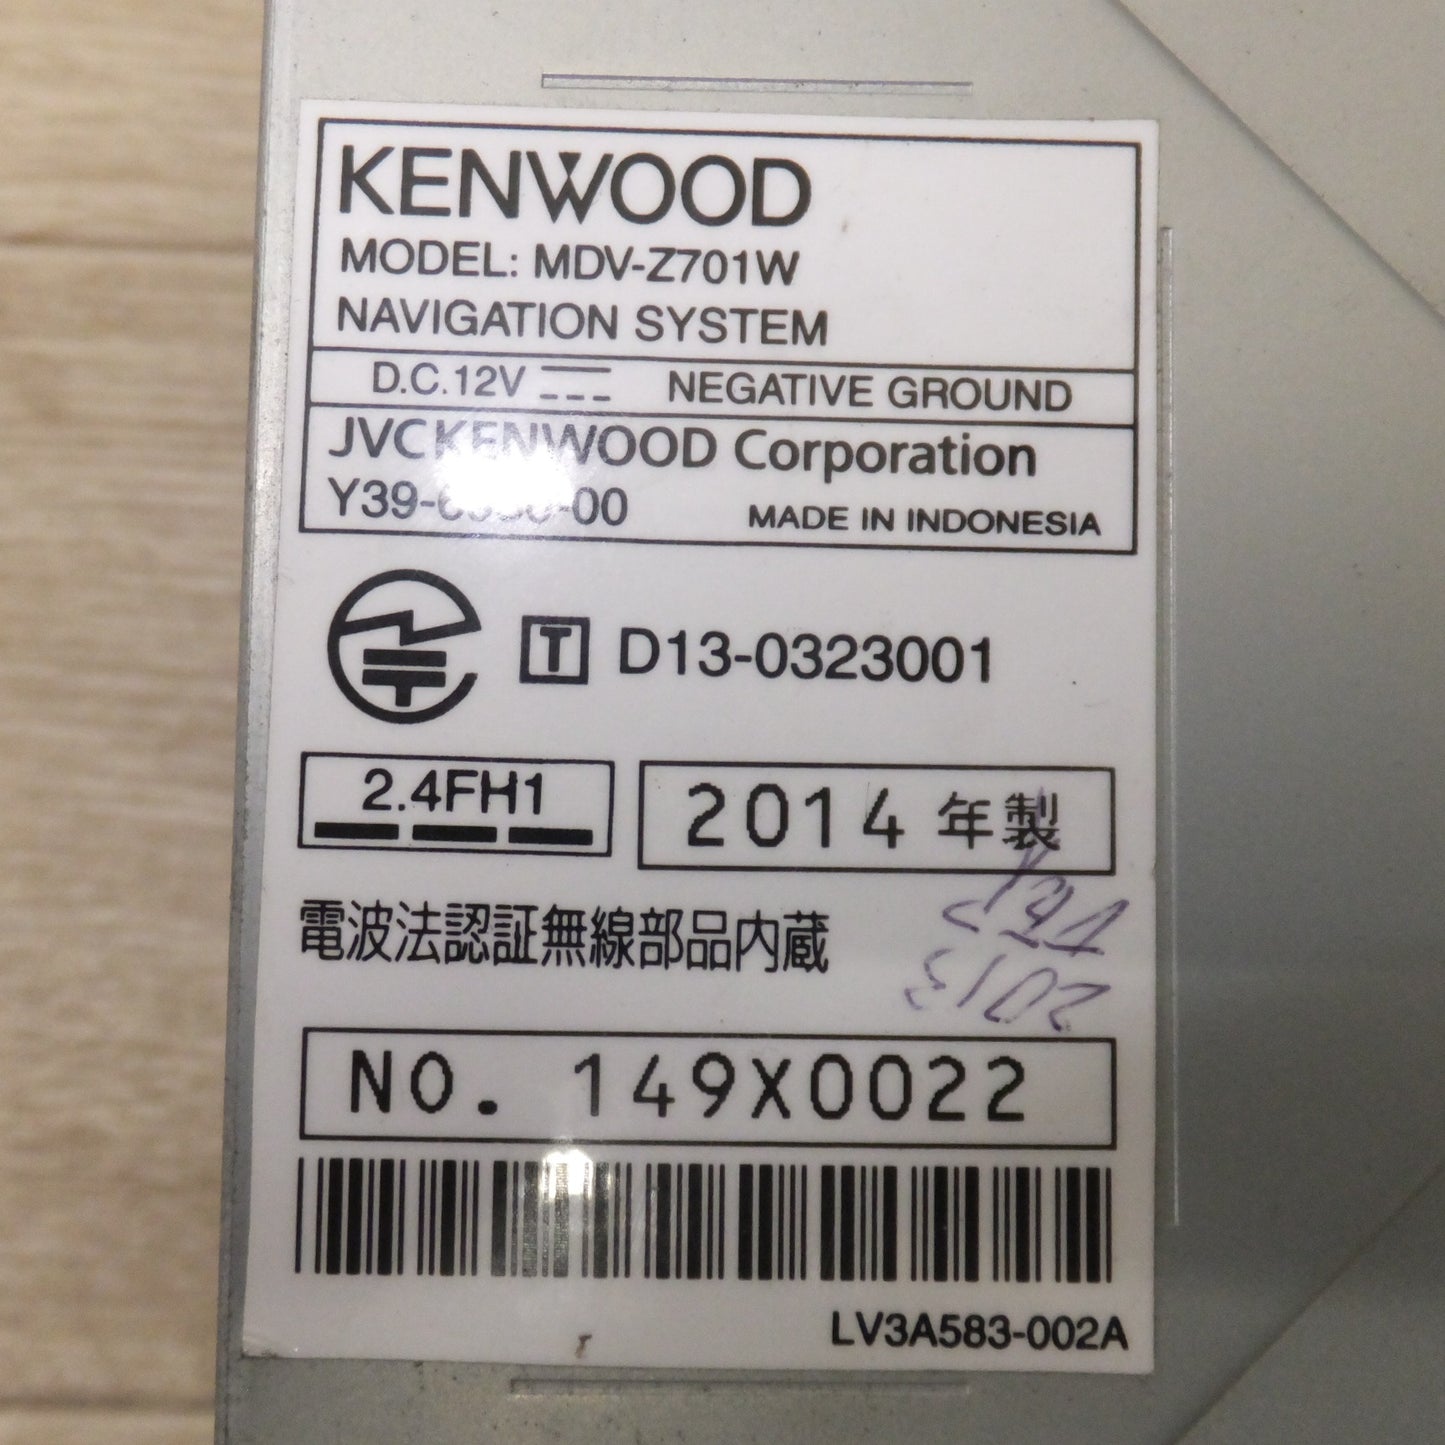 KENWOOD
MODEL: MDV-Z701W
NAVIGATION SYSTEM
D.C.12V NEGATIVE GROUND
JVCKENWOOD Corporation
MADE IN INDONESIA
T D13-0323001
2.4FH1
2014 年製
電波法認証無線部品内蔵
2013
NO. 149X0022
LV3A583-002A